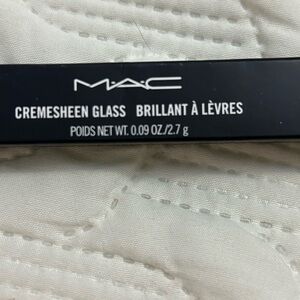 M·A·C
CREMESHEEN GLASS BRILLANT À LÈVRES
POIDS NET WT. 0.09 OZ./2.7 g